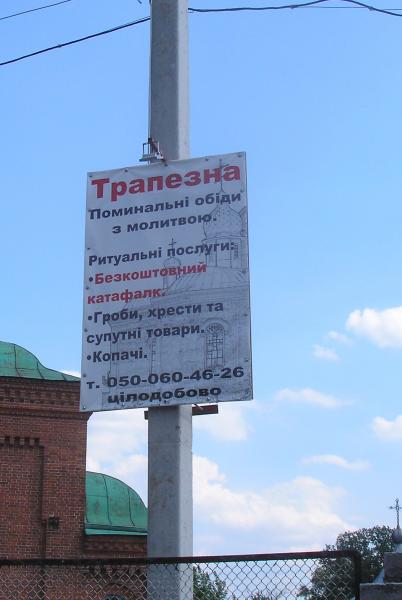 Трапезна
Поминальні обіди
з молитвою.
Ритуальні послуги:
•Безкоштовний
катафалк.
•Гроби, хрести та
супутні товари.
•Копачі.
т. 050-060-46-26
цілодобово